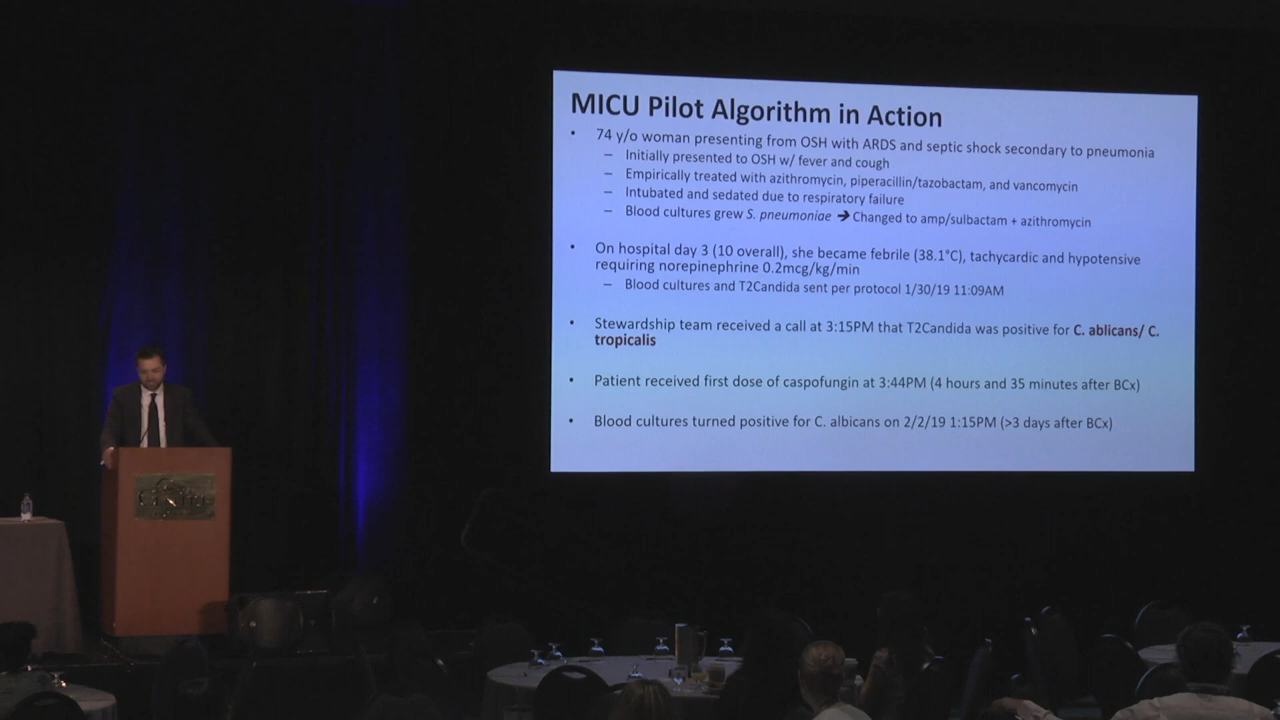 MICU Pilot Algorithm in Action
• 74 y/o woman presenting from OSH with ARDS and septic shock secondary to pneumonia
– Initially presented to OSH w/ fever and cough
– Empirically treated with azithromycin, piperacillin/tazobactam, and vancomycin
– Intubated and sedated due to respiratory failure
– Blood cultures grew S. pneumoniae ➔ Changed to amp/sulbactam + azithromycin
• On hospital day 3 (10 overall), she became febrile (38.1°C), tachycardic and hypotensive
requiring norepinephrine 0.2mcg/kg/min
– Blood cultures and T2Candida sent per protocol 1/30/19 11:09AM
• Stewardship team received a call at 3:15PM that T2Candida was positive for C. ablicans/ C.
tropicalis
• Patient received first dose of caspofungin at 3:44PM (4 hours and 35 minutes after BCx)
• Blood cultures turned positive for C. albicans on 2/2/19 1:15PM (>3 days after BCx)